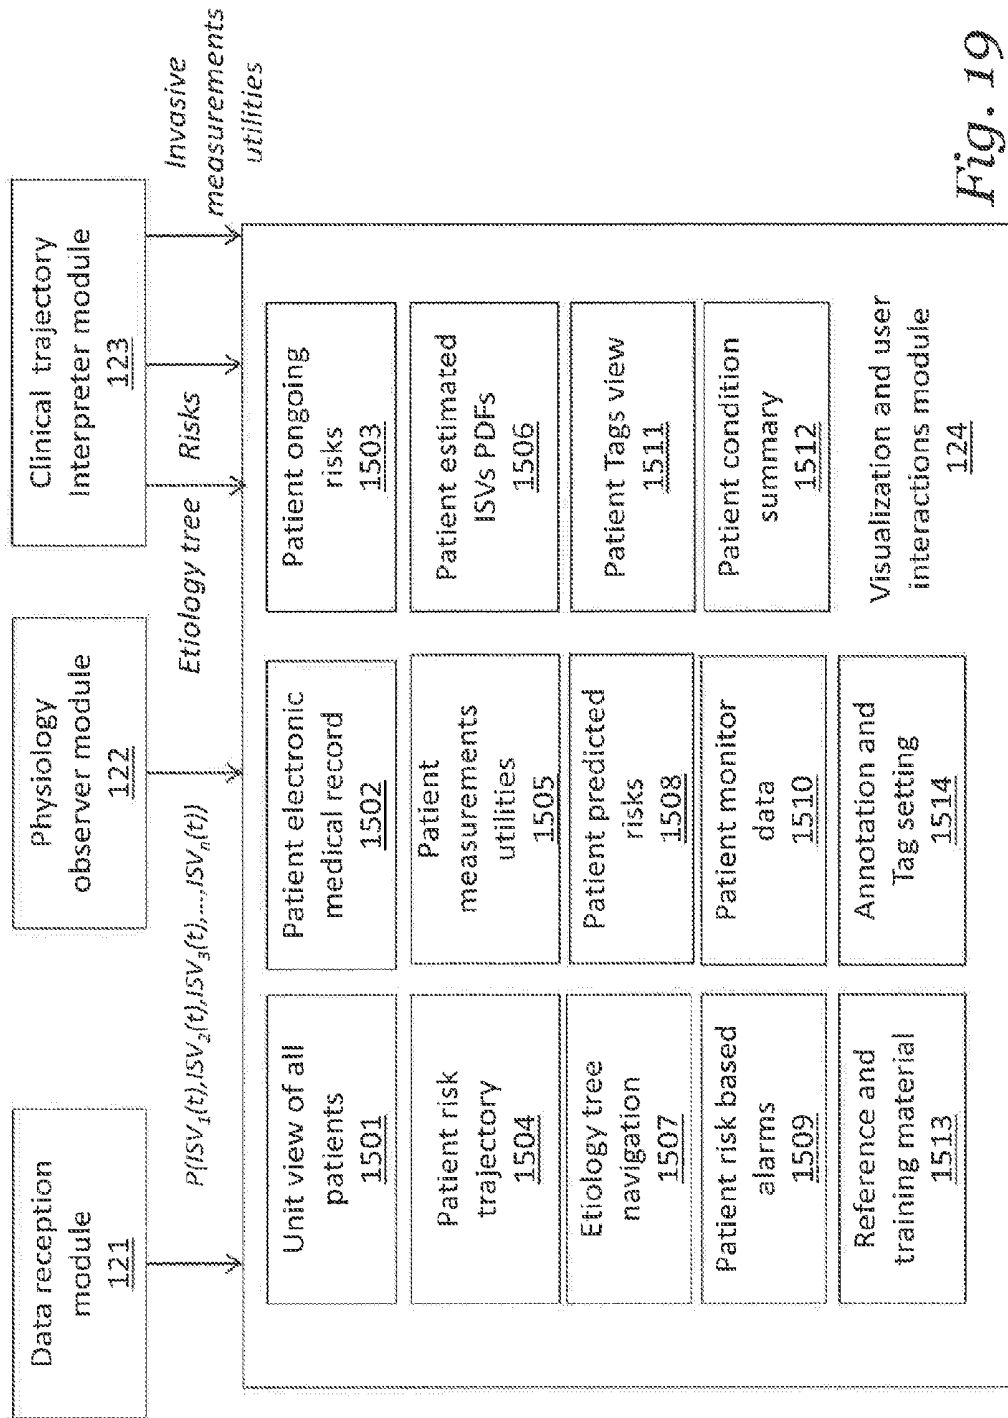 Data reception
module
121
Physiology
observer module
122
Clinical trajectory
Interpreter module
123
P(ISV₁(t),ISV₂(t),ISV₃(t),...,ISVₙ(t))
Etiology tree
Risks
Invasive
measurements
utilities
Unit view of all
patients
1501
Patient electronic
medical record
1502
Patient ongoing
risks
1503
Patient risk
trajectory
1504
Patient
measurements
utilities
1505
Patient estimated
ISVs PDFs
1506
Etiology tree
navigation
1507
Patient predicted
risks
1508
Patient Tags view
1511
Patient risk based
alarms
1509
Patient monitor
data
1510
Patient condition
summary
1512
Reference and
training material
1513
Annotation and
Tag setting
1514
Visualization and user
interactions module
124
Fig. 19